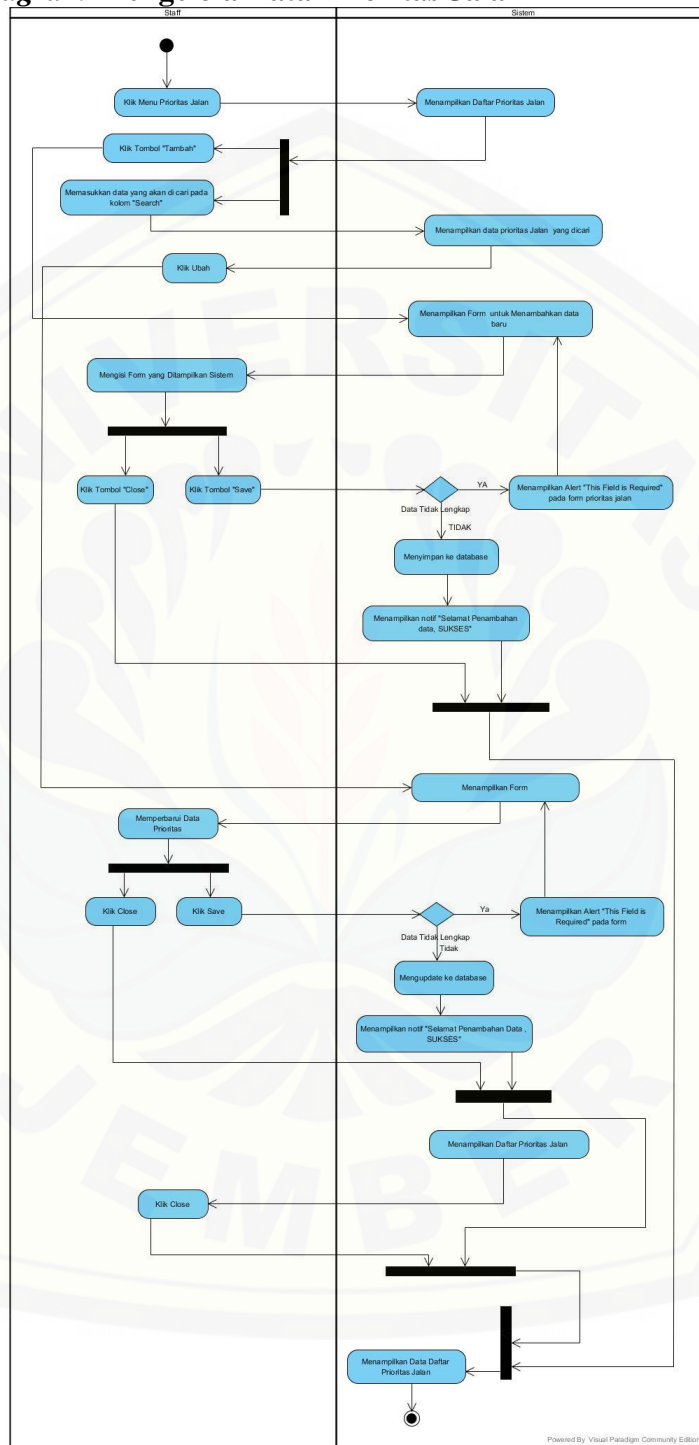 Staff
Sistem
Klik Menu Prioritas Jalan
Menampilkan Daftar Prioritas Jalan
Klik Tombol "Tambah"
Memasukkan data yang akan di cari pada
kolom "Search"
Menampilkan data prioritas Jalan yang dicari
Klik Ubah
Menampilkan Form untuk Menambahkan data
baru
Mengisi Form yang Ditampilkan Sistem
Klik Tombol "Close"
Klik Tombol "Save"
YA
Menampilkan Alert "This Field is Required"
pada form prioritas jalan
Data Tidak Lengkap
TIDAK
Menyimpan ke database
Menampilkan notif "Selamat Penambahan
data, SUKSES"
Menampilkan Form
Memperbarui Data
Prioritas
Klik Close
Klik Save
Ya
Menampilkan Alert "This Field is
Required" pada form
Data Tidak Lengkap
Tidak
Mengupdate ke database
Menampilkan notif "Selamat Penambahan Data ,
SUKSES"
Menampilkan Daftar Prioritas Jalan
Klik Close
Menampilkan Data Daftar
Prioritas Jalan
UNIVERSITAS
JEMBER
Powered By Visual Paradigm Community Edition